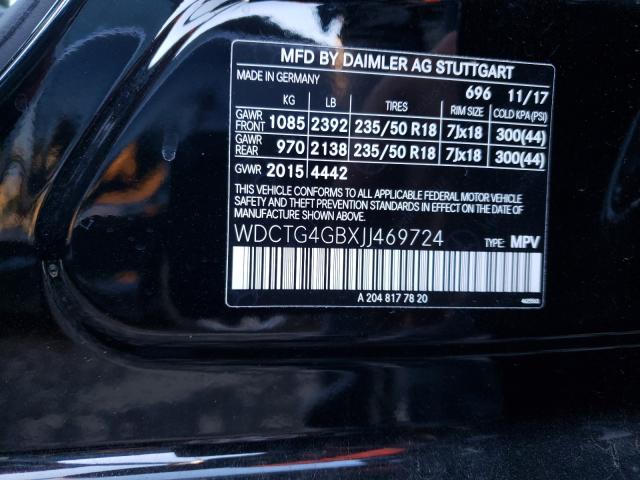 MFD BY DAIMLER AG STUTTGART
MADE IN GERMANY 696 11/17
KG LB TIRES RIM SIZE COLD KPA(PSI)
GAWR FRONT 1085 2392 235/50 R18 7Jx18 300(44)
GAWR REAR 970 2138 235/50 R18 7Jx18 300(44)
GWR 2015 4442
THIS VEHICLE CONFORMS TO ALL APPLICABLE FEDERAL MOTOR VEHICLE
SAFETY AND THEFT PREVENTION STANDARDS IN EFFECT ON THE DATE
OF MANUFACTURE SHOWN ABOVE.
WDCTG4GBXJJ469724 TYPE: MPV
A 204 817 78 20